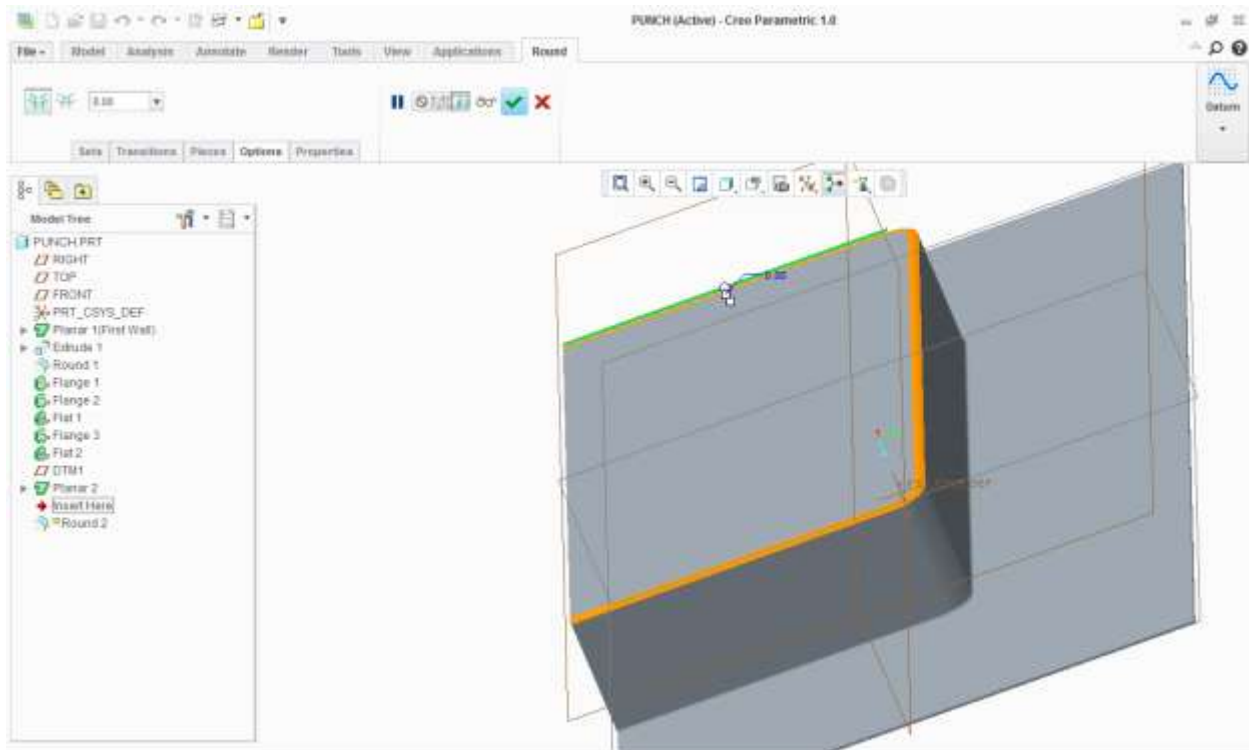 PUNCH (Active) - Creo Parametric 1.0
File Model Analysis Annotate Render Tools View Applications Round
Datum
Sets Transitions Pieces Options Properties
Model Tree
PUNCH.PRT
RIGHT
TOP
FRONT
PRT_CSYS_DEF
Planar 1(First Wall)
Extrude 1
Round 1
Flange 1
Flange 2
Flat 1
Flange 3
Flat 2
DTM1
Planar 2
Insert Here
Round 2